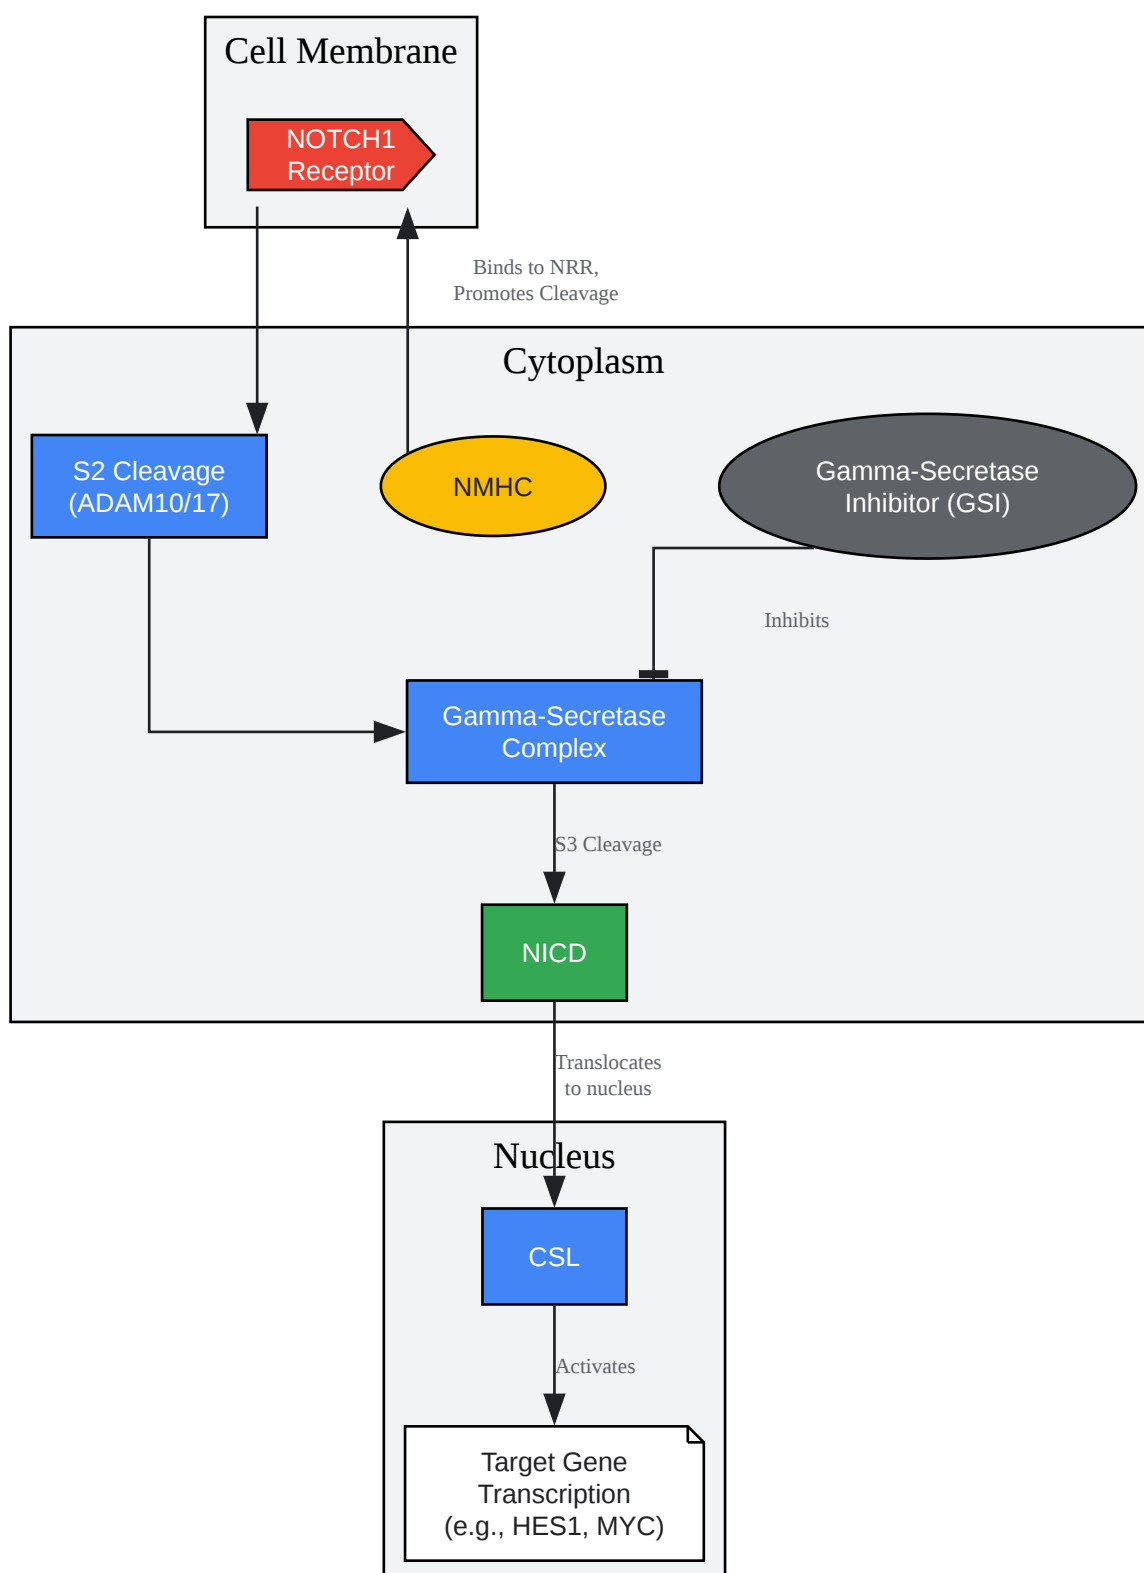 Cell Membrane
NOTCH1
Receptor
Binds to NRR,
Promotes Cleavage
Cytoplasm
S2 Cleavage
(ADAM10/17)
NMHC
Gamma-Secretase
Inhibitor (GSI)
Inhibits
Gamma-Secretase
Complex
S3 Cleavage
NICD
Translocates
to nucleus
Nucleus
CSL
Activates
Target Gene
Transcription
(e.g., HES1, MYC)